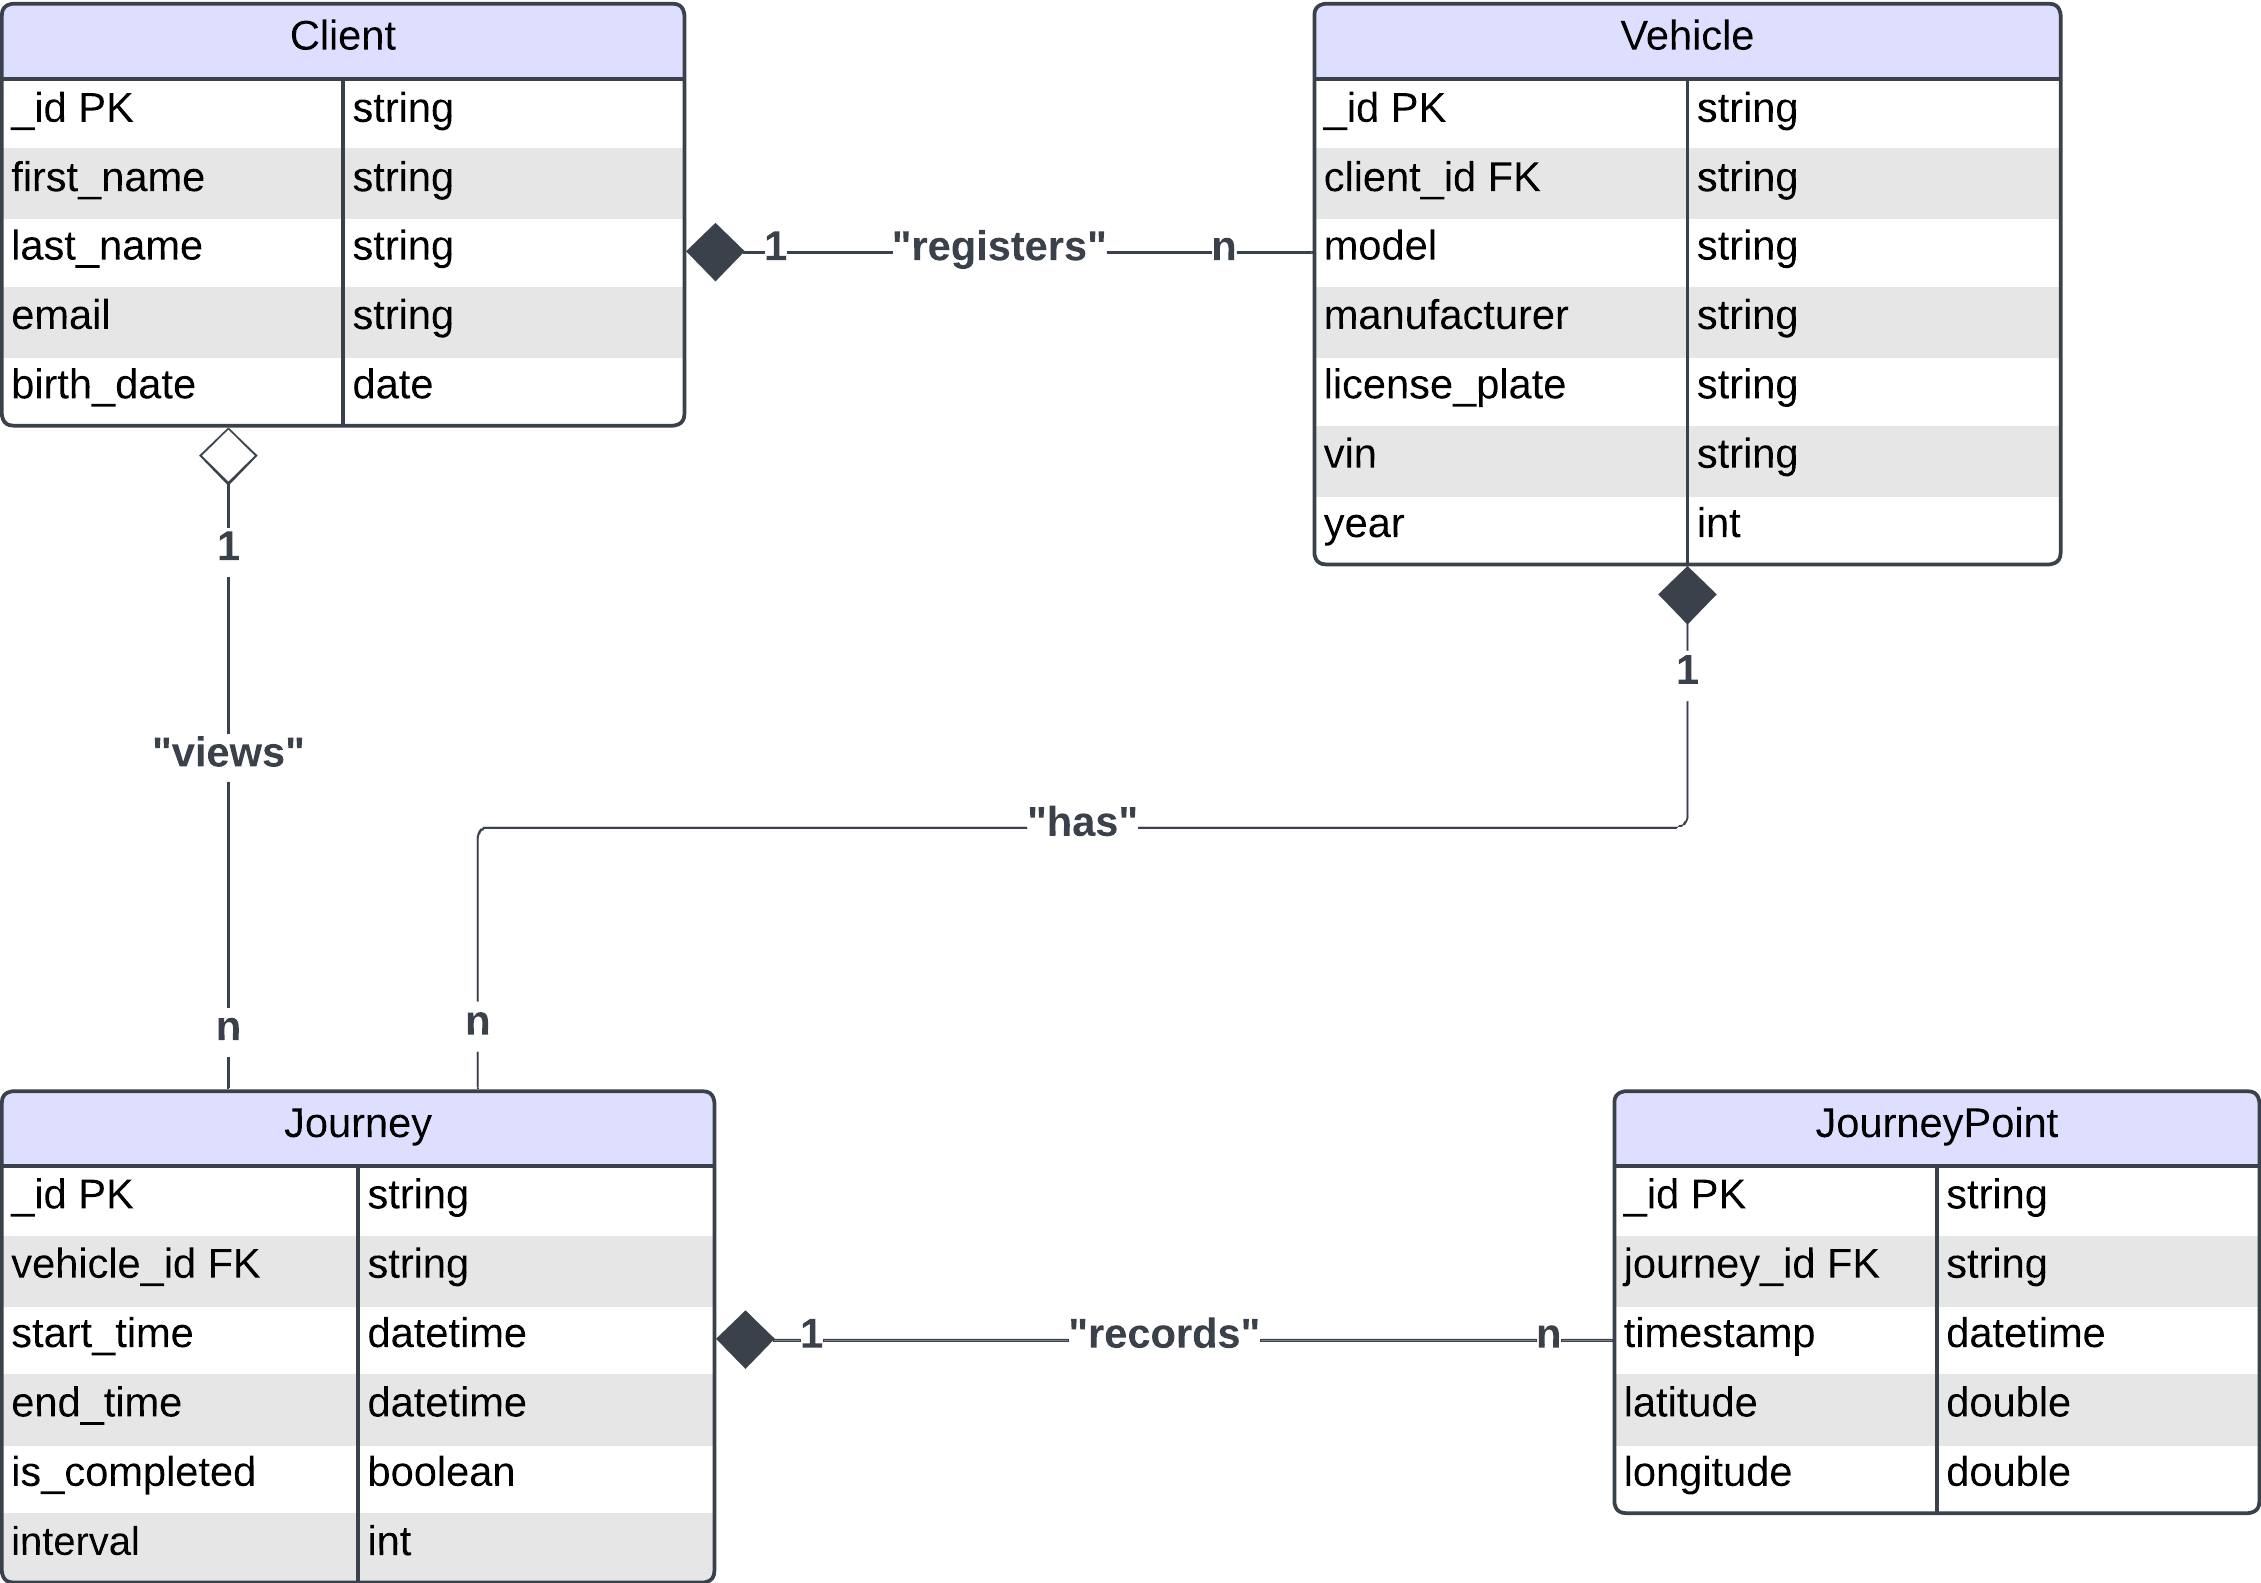 Client
_id PK string
first_name string
last_name string
email string
birth_date date
Vehicle
_id PK string
client_id FK string
model string
manufacturer string
license_plate string
vin string
year int
1 "registers" n
1
"views"
n
1
"has"
n
Journey
_id PK string
vehicle_id FK string
start_time datetime
end_time datetime
is_completed boolean
interval int
1 "records" n
JourneyPoint
_id PK string
journey_id FK string
timestamp datetime
latitude double
longitude double